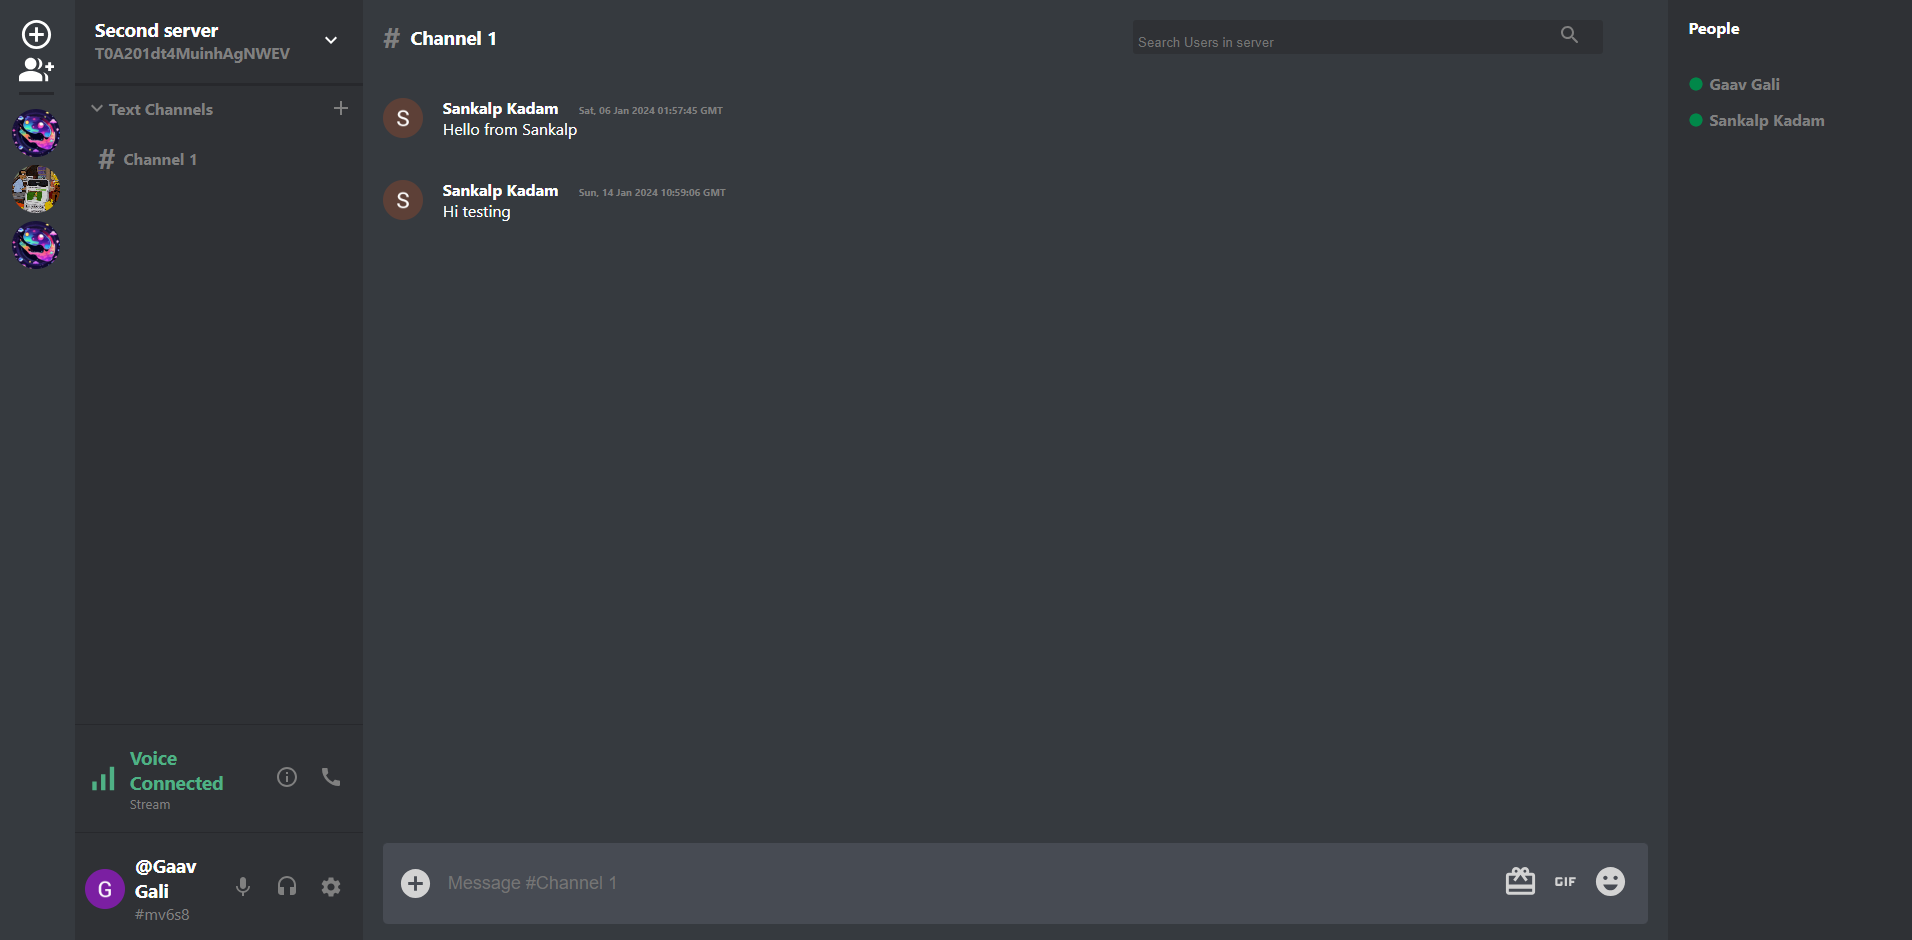 Second server
T0A201dt4MuinhAgNWEV
Text Channels
# Channel 1
Voice
Connected
Stream
G
@Gaav
Gali
#mv6s8
# Channel 1
Search Users in server
S
Sankalp Kadam Sat, 06 Jan 2024 01:57:45 GMT
Hello from Sankalp
S
Sankalp Kadam Sun, 14 Jan 2024 10:59:06 GMT
Hi testing
Message #Channel 1
GIF
People
Gaav Gali
Sankalp Kadam